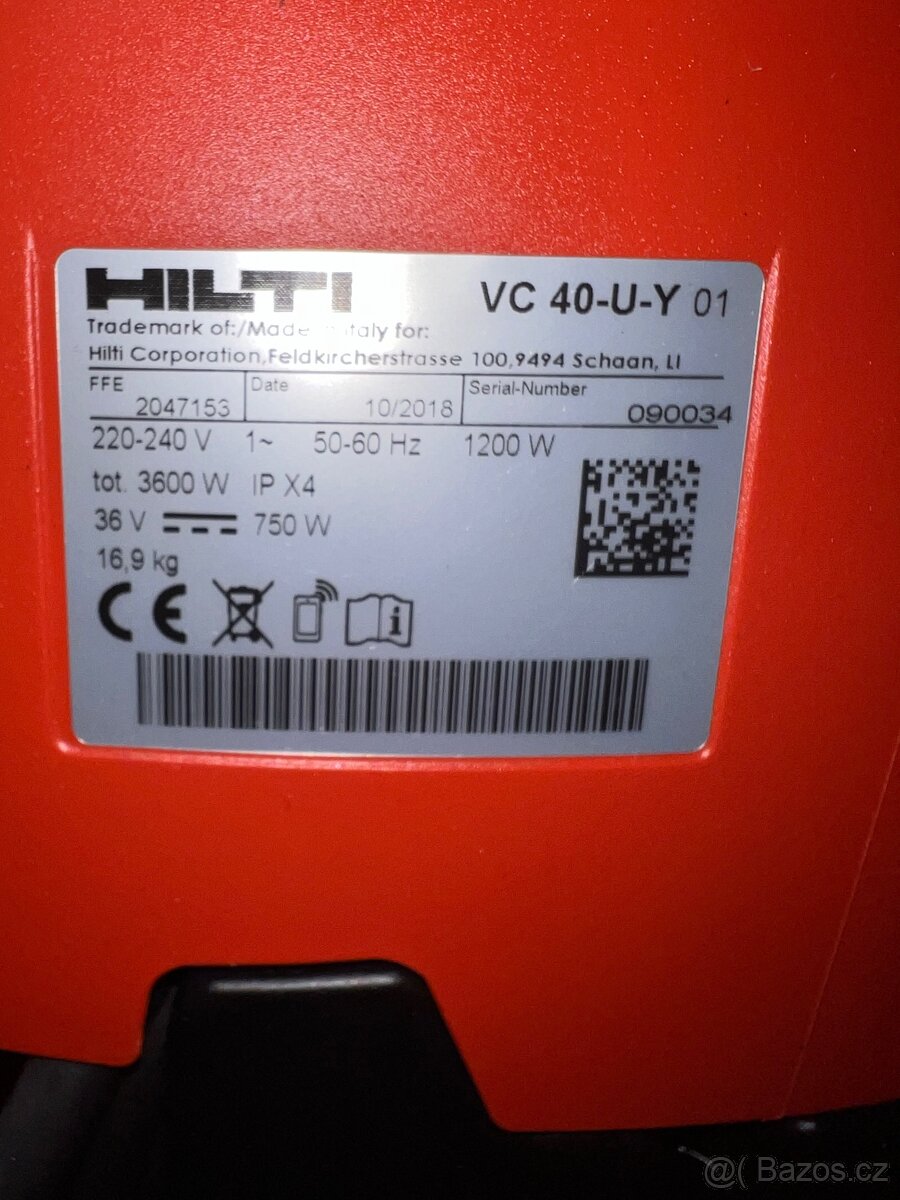 HILTI VC 40-U-Y 01
Trademark of:/Made in Italy for:
Hilti Corporation,Feldkircherstrasse 100,9494 Schaan, LI
FFE Date Serial-Number
2047153 10/2018 090034
220-240 V 1~ 50-60 Hz 1200 W
tot. 3600 W IP X4
36 V 750 W
16,9 kg
CE
@( Bazos.cz